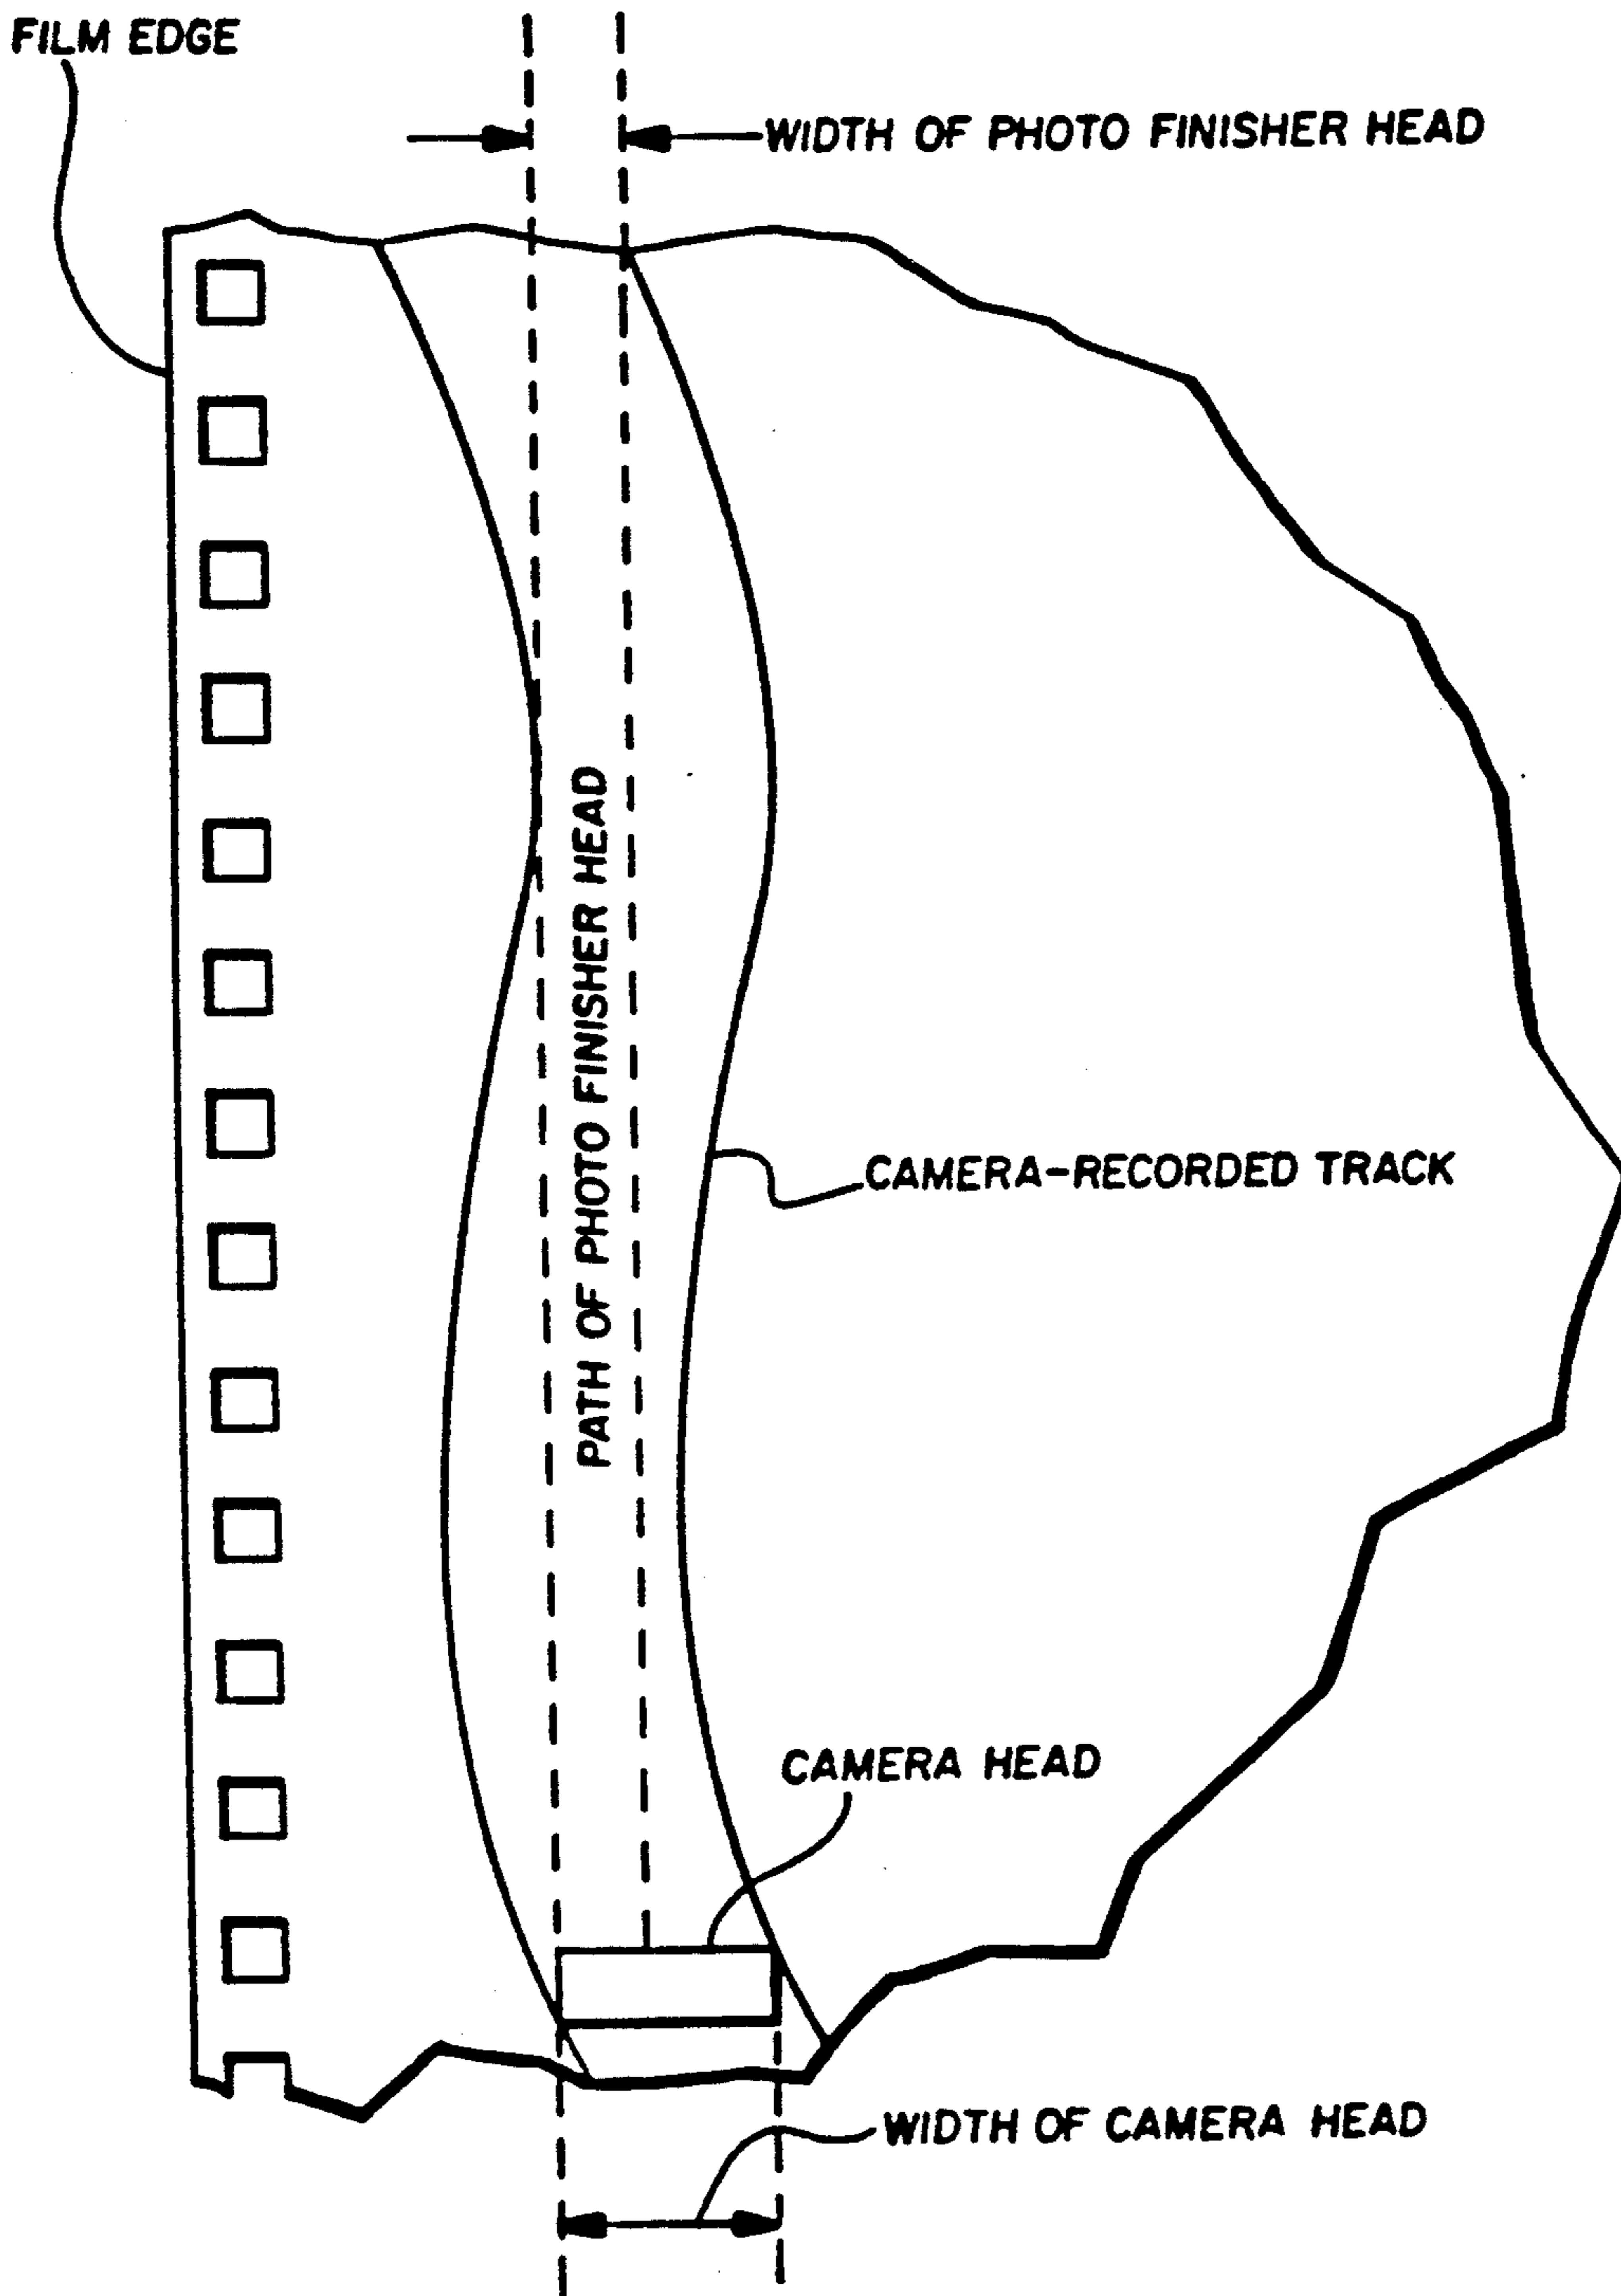 FILM EDGE
WIDTH OF PHOTO FINISHER HEAD
PATH OF PHOTO FINISHER HEAD
CAMERA-RECORDED TRACK
CAMERA HEAD
WIDTH OF CAMERA HEAD